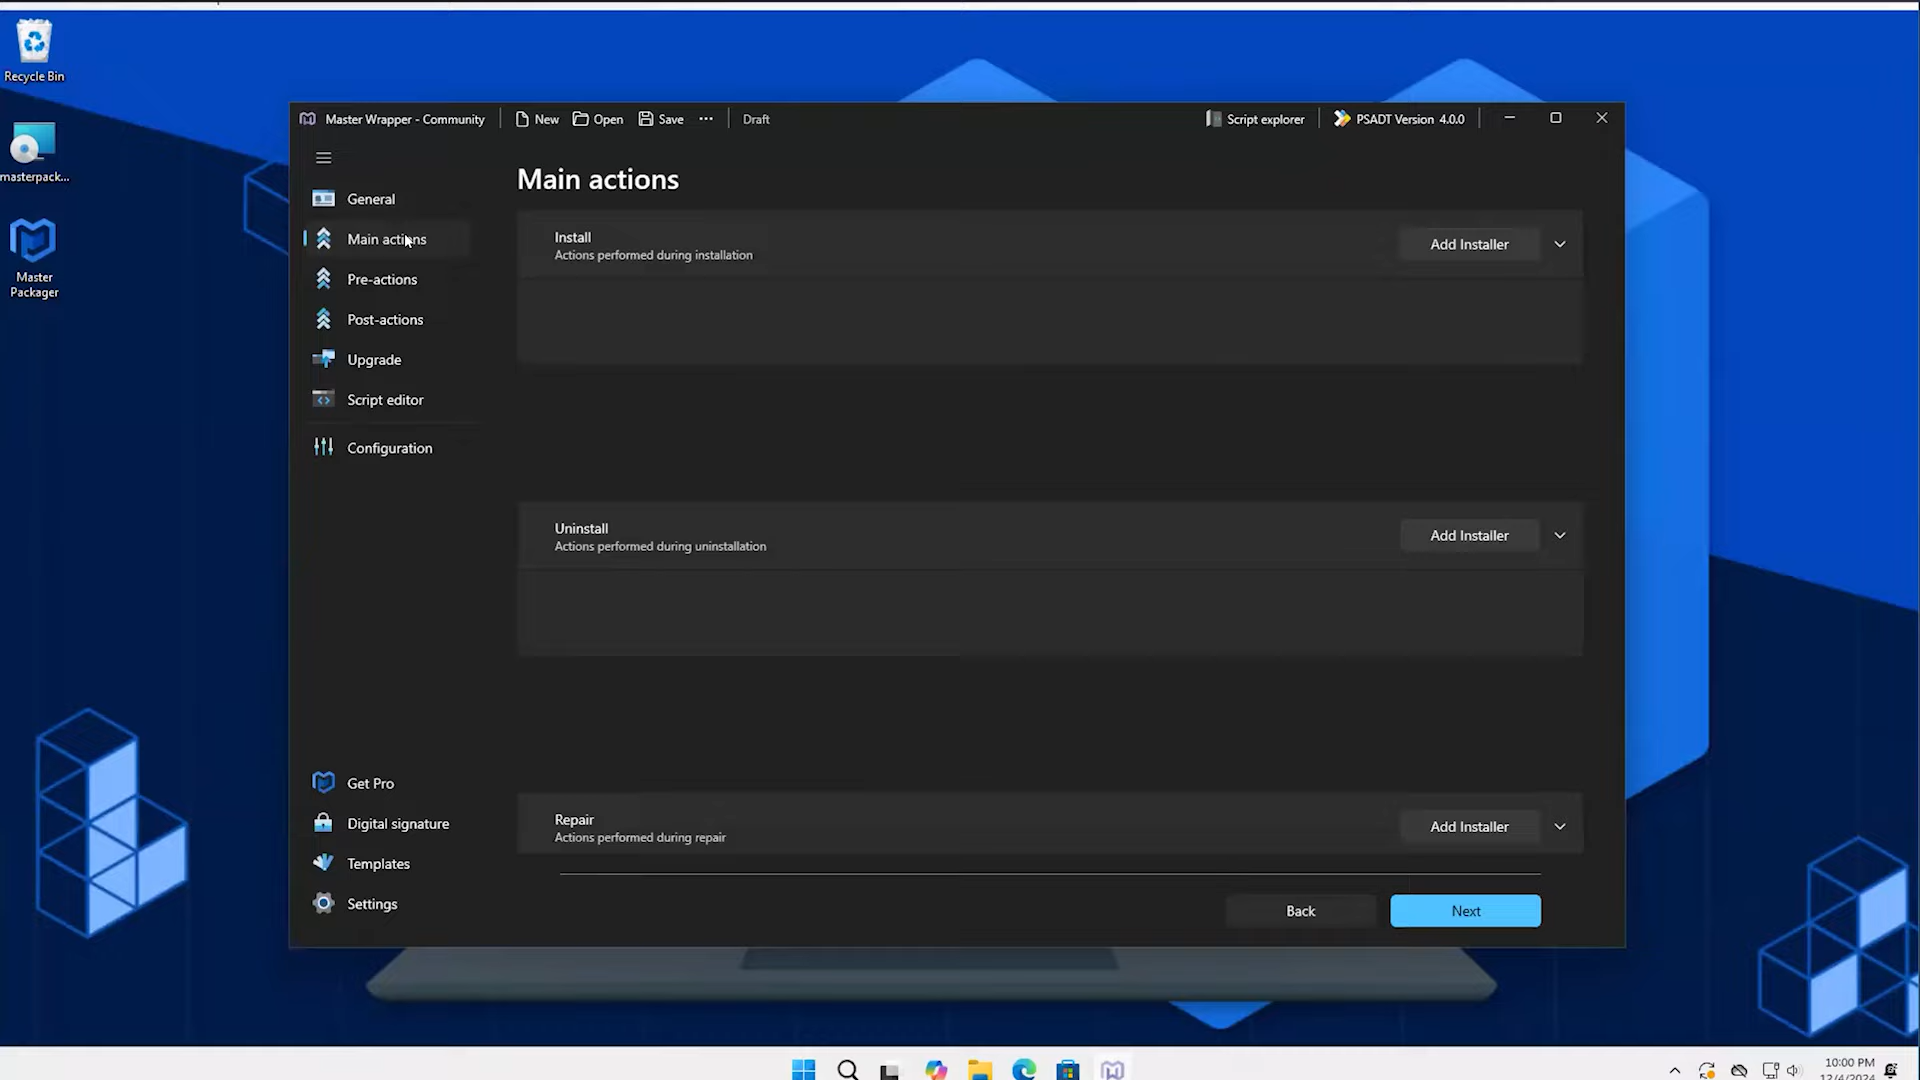 Recycle Bin
masterpack...
Master
Packager
Master Wrapper - Community
New
Open
Save
Draft
Script explorer
PSADT Version 4.0.0
General
Main actions
Pre-actions
Post-actions
Upgrade
Script editor
Configuration
Get Pro
Digital signature
Templates
Settings
Main actions
Install
Actions performed during installation
Add Installer
Uninstall
Actions performed during uninstallation
Add Installer
Repair
Actions performed during repair
Add Installer
Back
Next
10:00 PM
12/4/2024